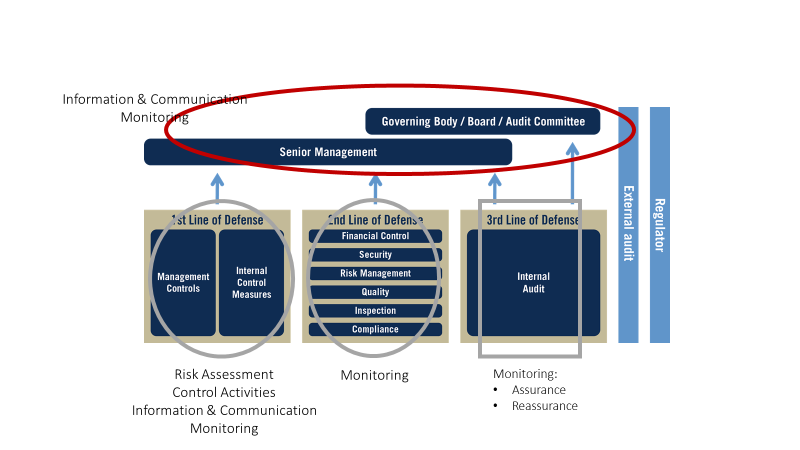 Information & Communication
Monitoring
Governing Body / Board / Audit Committee
Senior Management
1st Line of Defense
Management
Controls
Internal
Control
Measures
2nd Line of Defense
Financial Control
Security
Risk Management
Quality
Inspection
Compliance
3rd Line of Defense
Internal
Audit
External audit
Regulator
Risk Assessment
Control Activities
Information & Communication
Monitoring
Monitoring
Monitoring:
• Assurance
• Reassurance